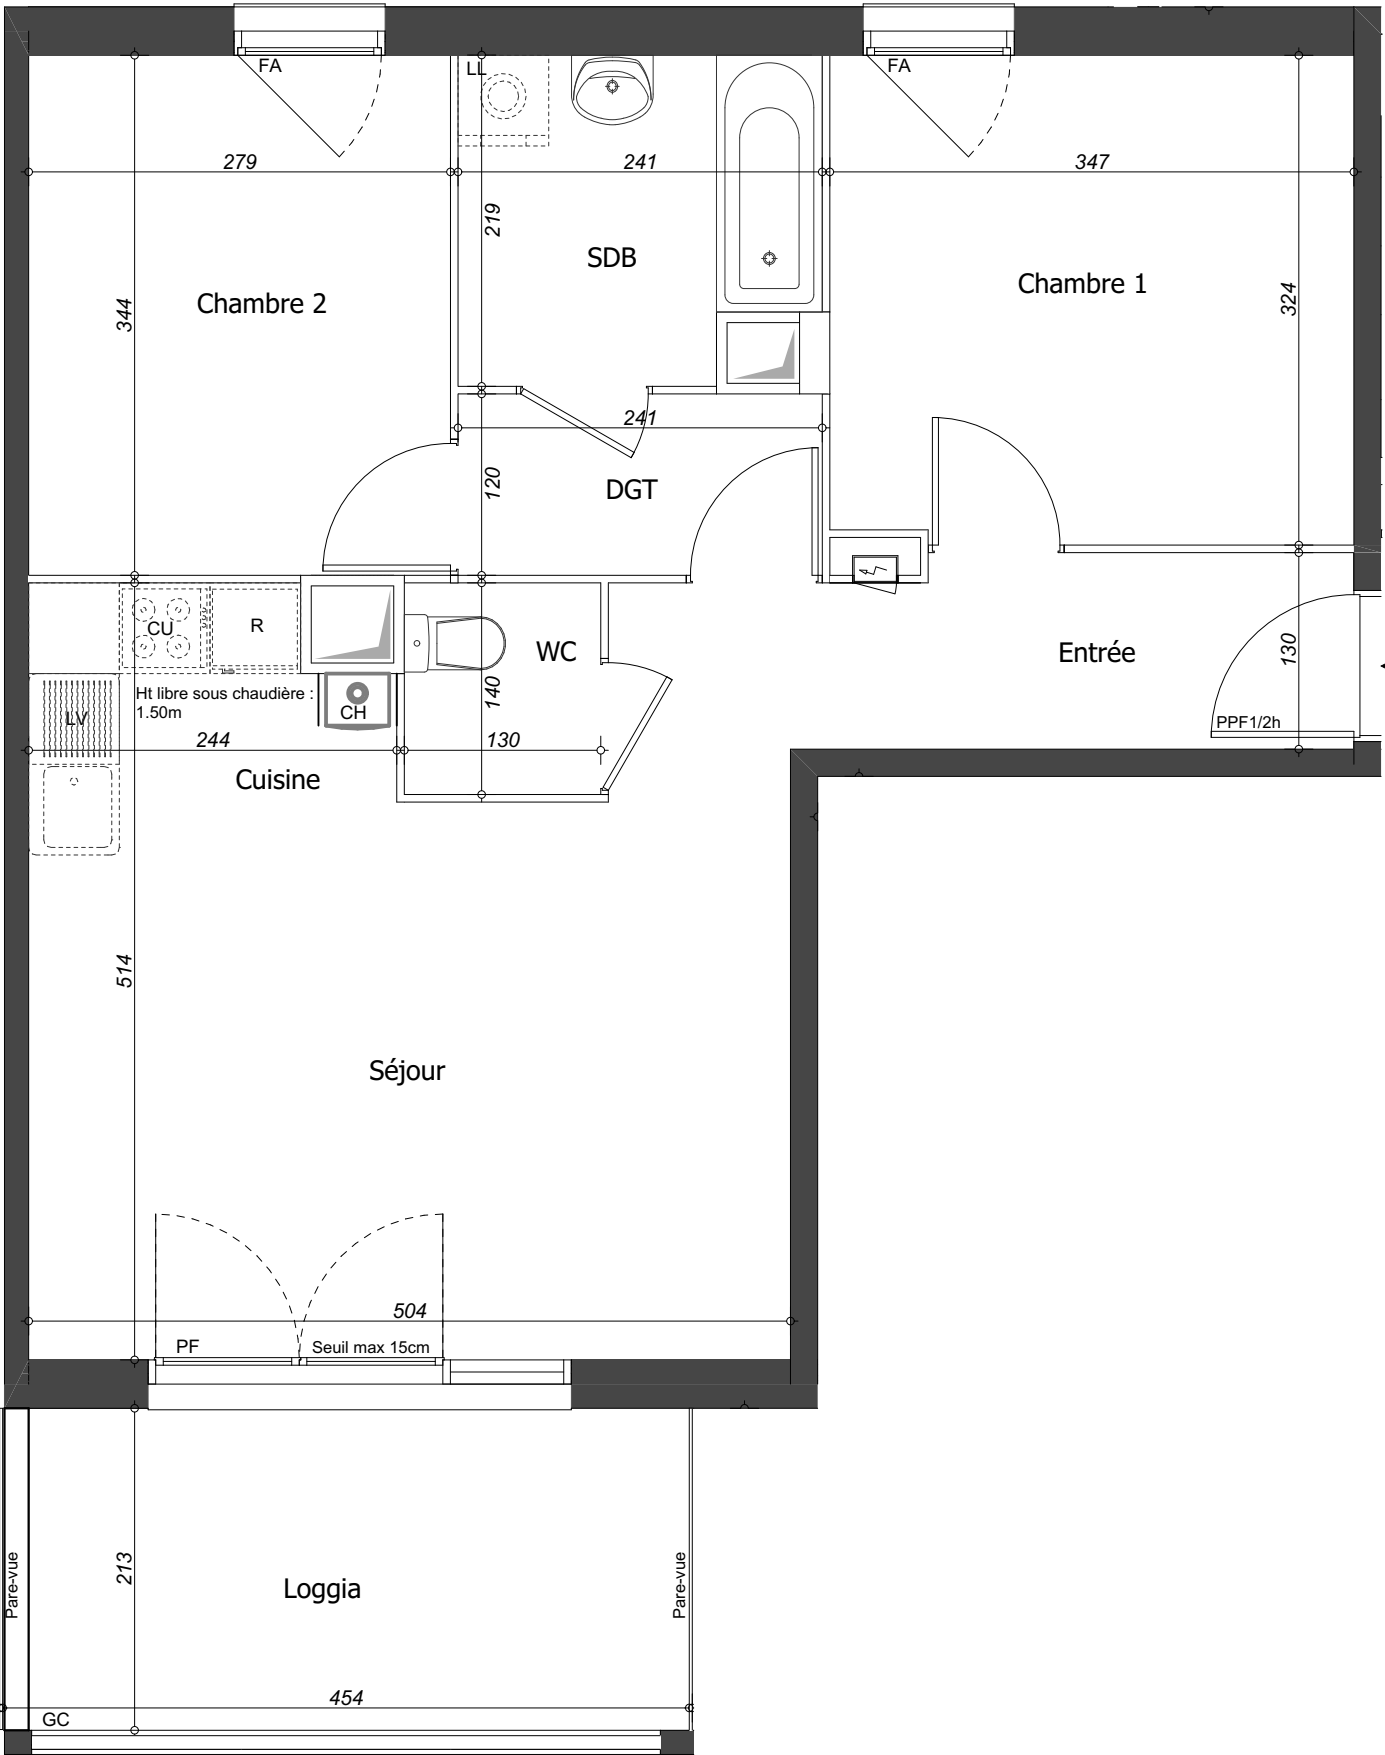 FA
LL
FA
279
241
347
219
SDB
Chambre 1
Chambre 2
344
324
241
120
DGT
CU
R
WC
Entrée
130
Ht libre sous chaudière :
1.50m
CH
140
LV
PPF1/2h
244
130
Cuisine
514
Séjour
504
PF
Seuil max 15cm
Pare-vue
213
Loggia
Pare-vue
454
GC